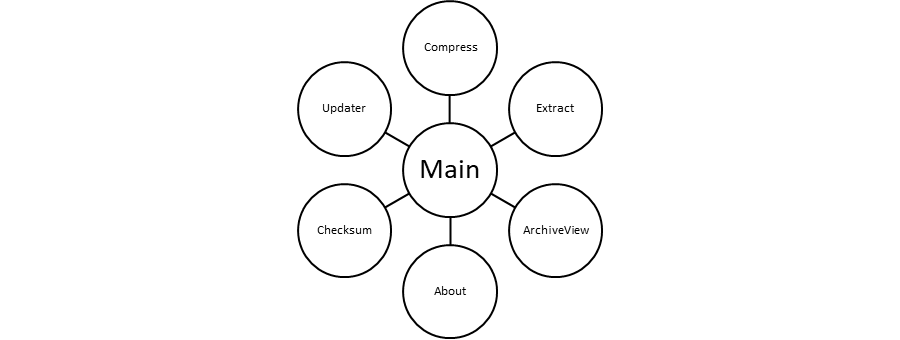 Compress
Updater
Extract
Main
Checksum
ArchiveView
About